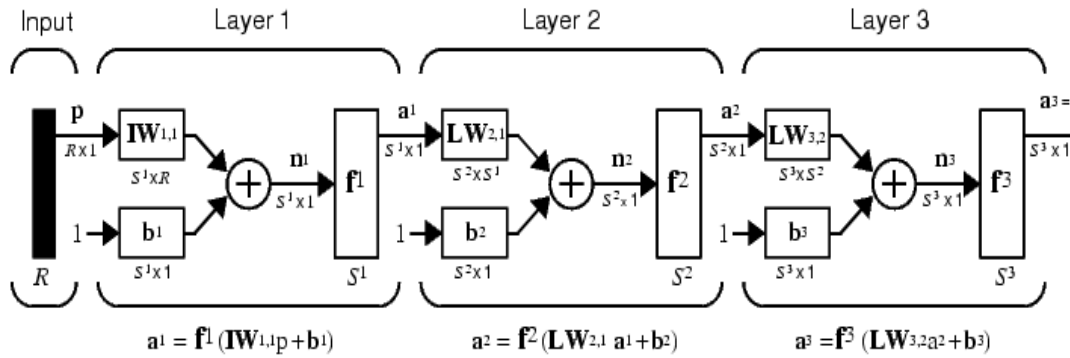 Input Layer 1 Layer 2 Layer 3
p a¹ a² a³ =
IW1,1 LW2,1 LW3,2
R x 1 S¹ x 1 S² x 1 S³ x 1
S¹ x R n¹ S² x S¹ n² S³ x S² n³
+ f¹ + f² + f³
S¹ x 1 S² x 1 S³ x 1
1 b¹ 1 b² 1 b³
S¹ x 1 S² x 1 S³ x 1
R S¹ S² S³
a¹ = f¹ (IW1,1p + b¹) a² = f² (LW2,1 a¹ + b²) a³ = f³ (LW3,2a² + b³)